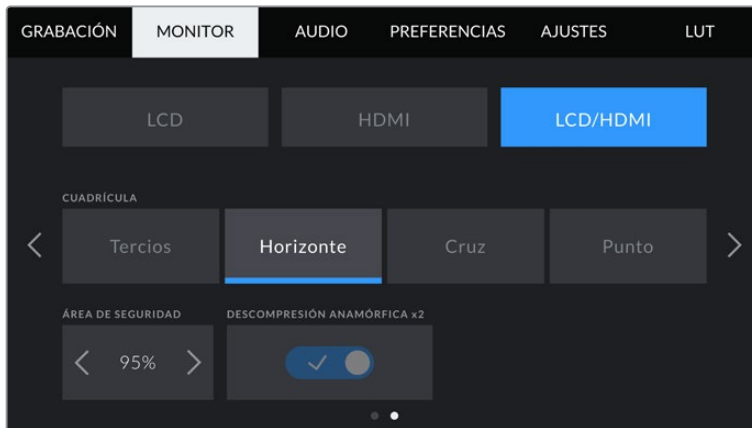 GRABACIÓN MONITOR AUDIO PREFERENCIAS AJUSTES LUT
LCD HDMI LCD/HDMI
CUADRÍCULA
Tercios Horizonte Cruz Punto
ÁREA DE SEGURIDAD DESCOMPRESIÓN ANAMÓRFICA x2
95%